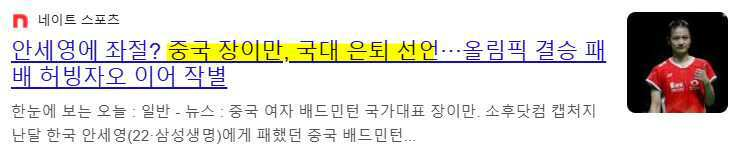 네이트 스포츠
안세영에 좌절? 중국 장이만, 국대 은퇴 선언…올림픽 결승 패
배 허빙자오 이어 작별
한눈에 보는 오늘 : 일반 - 뉴스 : 중국 여자 배드민턴 국가대표 장이만. 소후닷컴 캡처지
난달 한국 안세영(22·삼성생명)에게 패했던 중국 배드민턴...